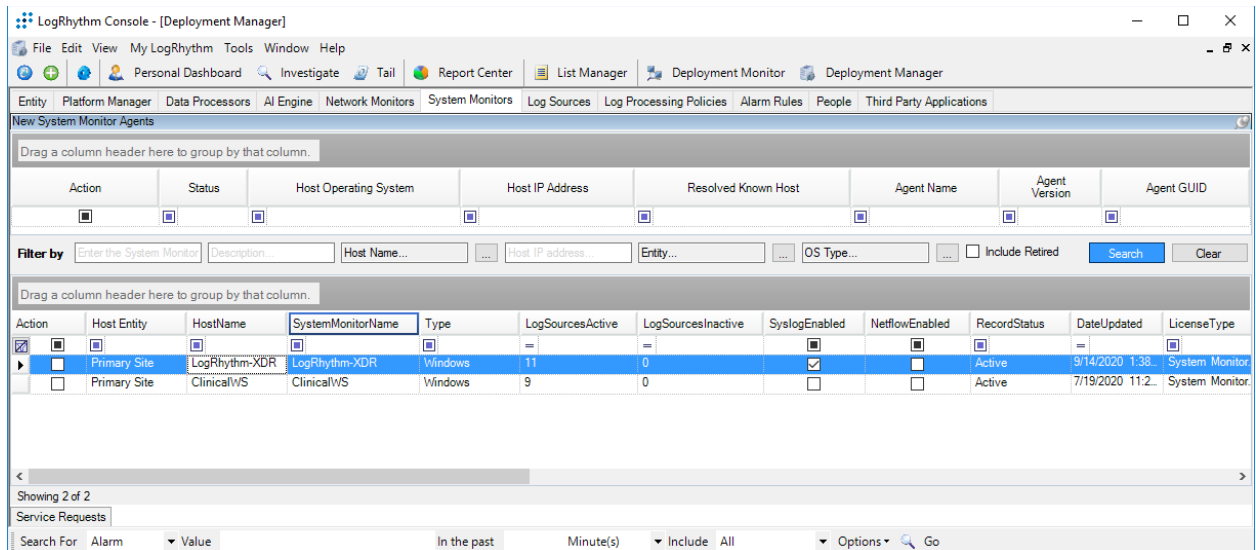 LogRhythm Console - [Deployment Manager]
File Edit View My LogRhythm Tools Window Help
Personal Dashboard Investigate Tail Report Center List Manager Deployment Monitor Deployment Manager
Entity Platform Manager Data Processors AI Engine Network Monitors System Monitors Log Sources Log Processing Policies Alarm Rules People Third Party Applications
New System Monitor Agents
Drag a column header here to group by that column.
Action Status Host Operating System Host IP Address Resolved Known Host Agent Name Agent Version Agent GUID
Filter by Enter the System Monitor Description... Host Name... ... Host IP address... Entity... ... OS Type... ... Include Retired Search Clear
Drag a column header here to group by that column.
Action Host Entity HostName SystemMonitorName Type LogSourcesActive LogSourcesInactive SyslogEnabled NetflowEnabled RecordStatus DateUpdated LicenseType
= = =
Primary Site LogRhythm-XDR LogRhythm-XDR Windows 11 0 Active 9/14/2020 1:38... System Monitor...
Primary Site ClinicalWS ClinicalWS Windows 9 0 Active 7/19/2020 11:2... System Monitor...
Showing 2 of 2
Service Requests
Search For Alarm Value In the past Minute(s) Include All Options Go